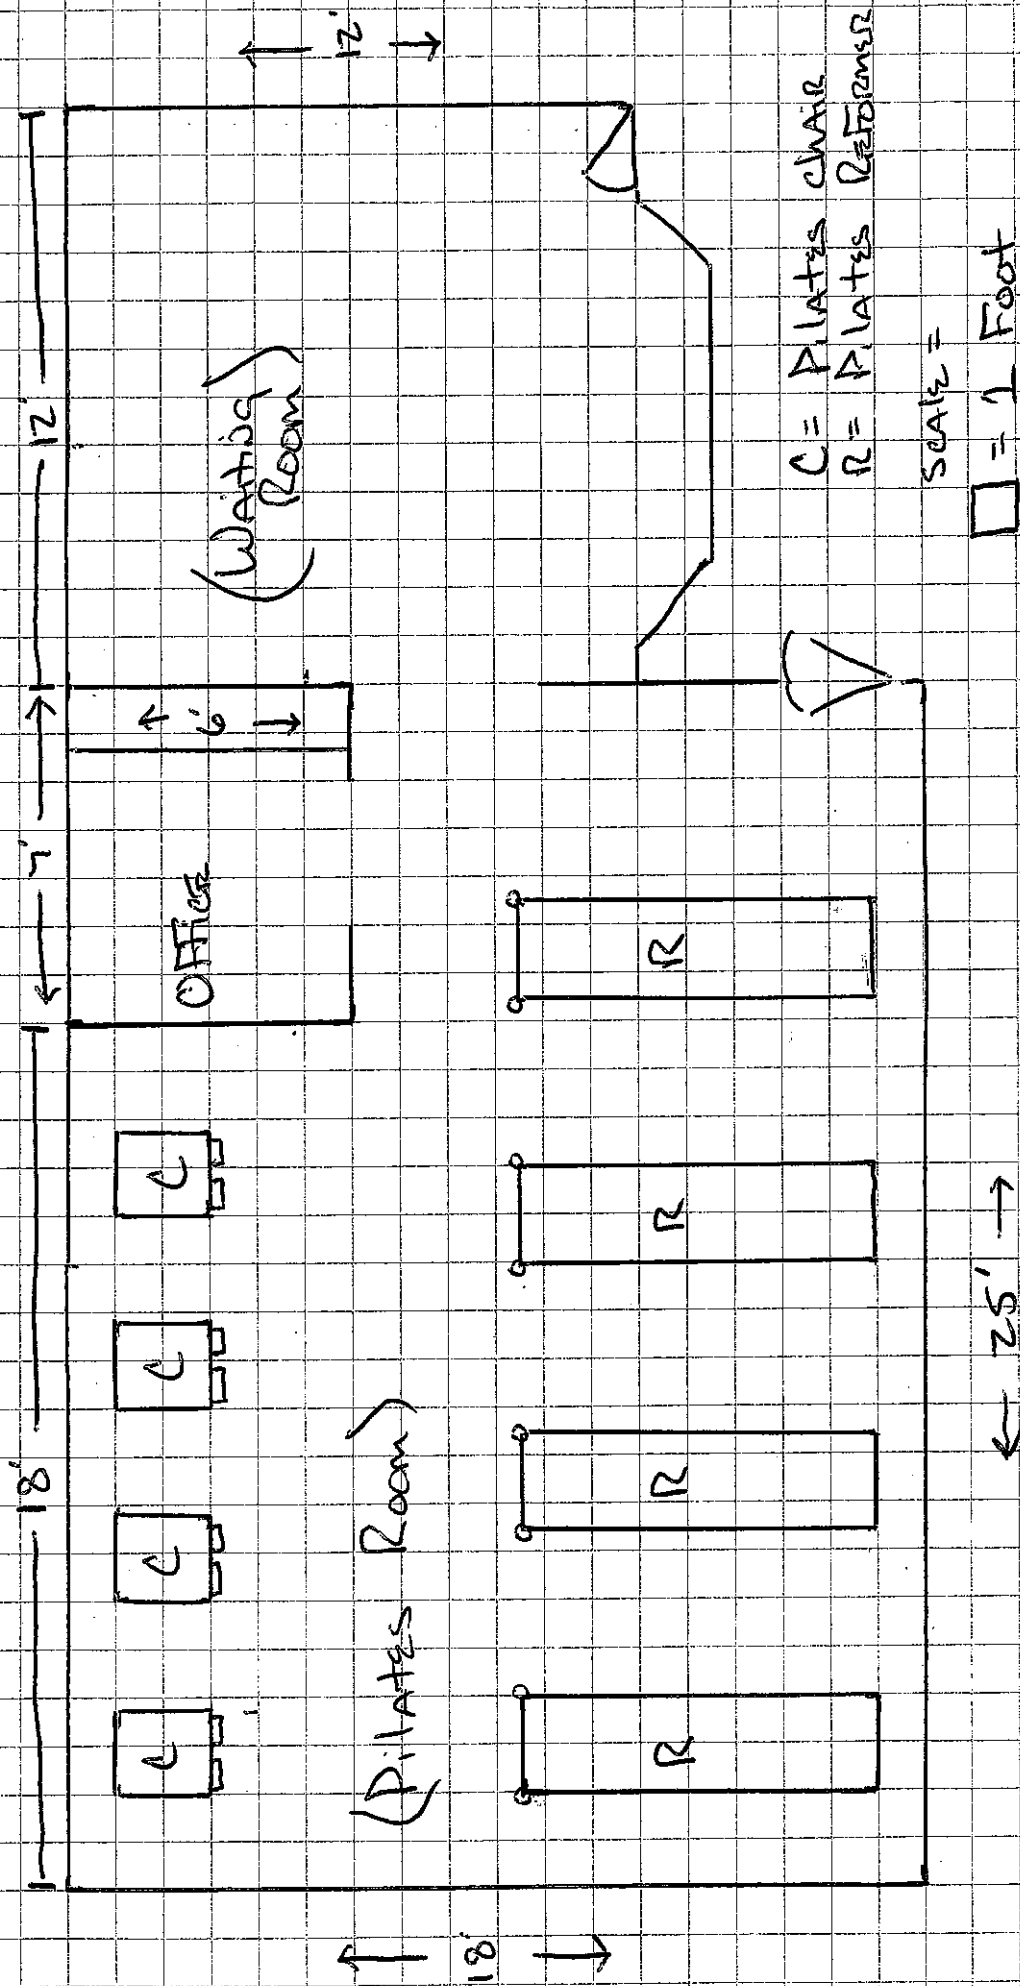 18'
7'
12'
C
C
C
C
OFFICE
6'
(Waiting
Room)
12'
(Pilates Room)
18'
R
R
R
R
C = Pilates Chair
R = Pilates Reformer
Scale =
= 1 Foot
25'